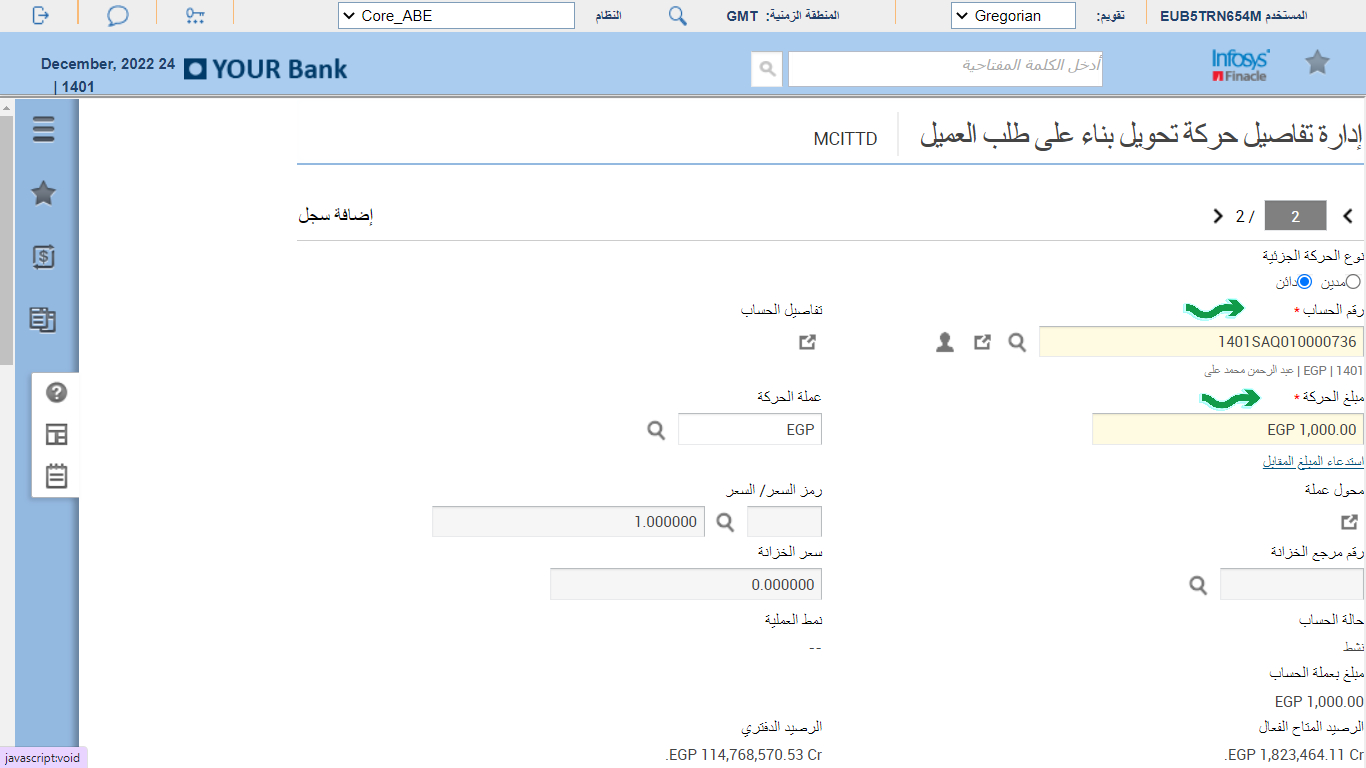 المستخدم EUB5TRN654M
تقويم: Gregorian
المنطقة الزمنية: GMT
النظام Core_ABE
Infosys Finacle
أدخل الكلمة المفتاحية
YOUR Bank
December, 2022 24
| 1401
إدارة تفاصيل حركة تحويل بناء على طلب العميل MCITTD
2 / 2
إضافة سجل
نوع الحركة الجزئية
مدين دائن
رقم الحساب * تفاصيل الحساب
1401SAQ010000736
1401 | EGP | عبد الرحمن محمد على
مبلغ الحركة * عملة الحركة
EGP 1,000.00 EGP
استدعاء المبلغ المقابل
محول عملة رمز السعر/ السعر
1.000000
رقم مرجع الخزانة سعر الخزانة
0.000000
حالة الحساب نمط العملية
نشط --
مبلغ بعملة الحساب
EGP 1,000.00
الرصيد المتاح الفعال الرصيد الدفتري
.EGP 1,823,464.11 Cr .EGP 114,768,570.53 Cr
javascript:void